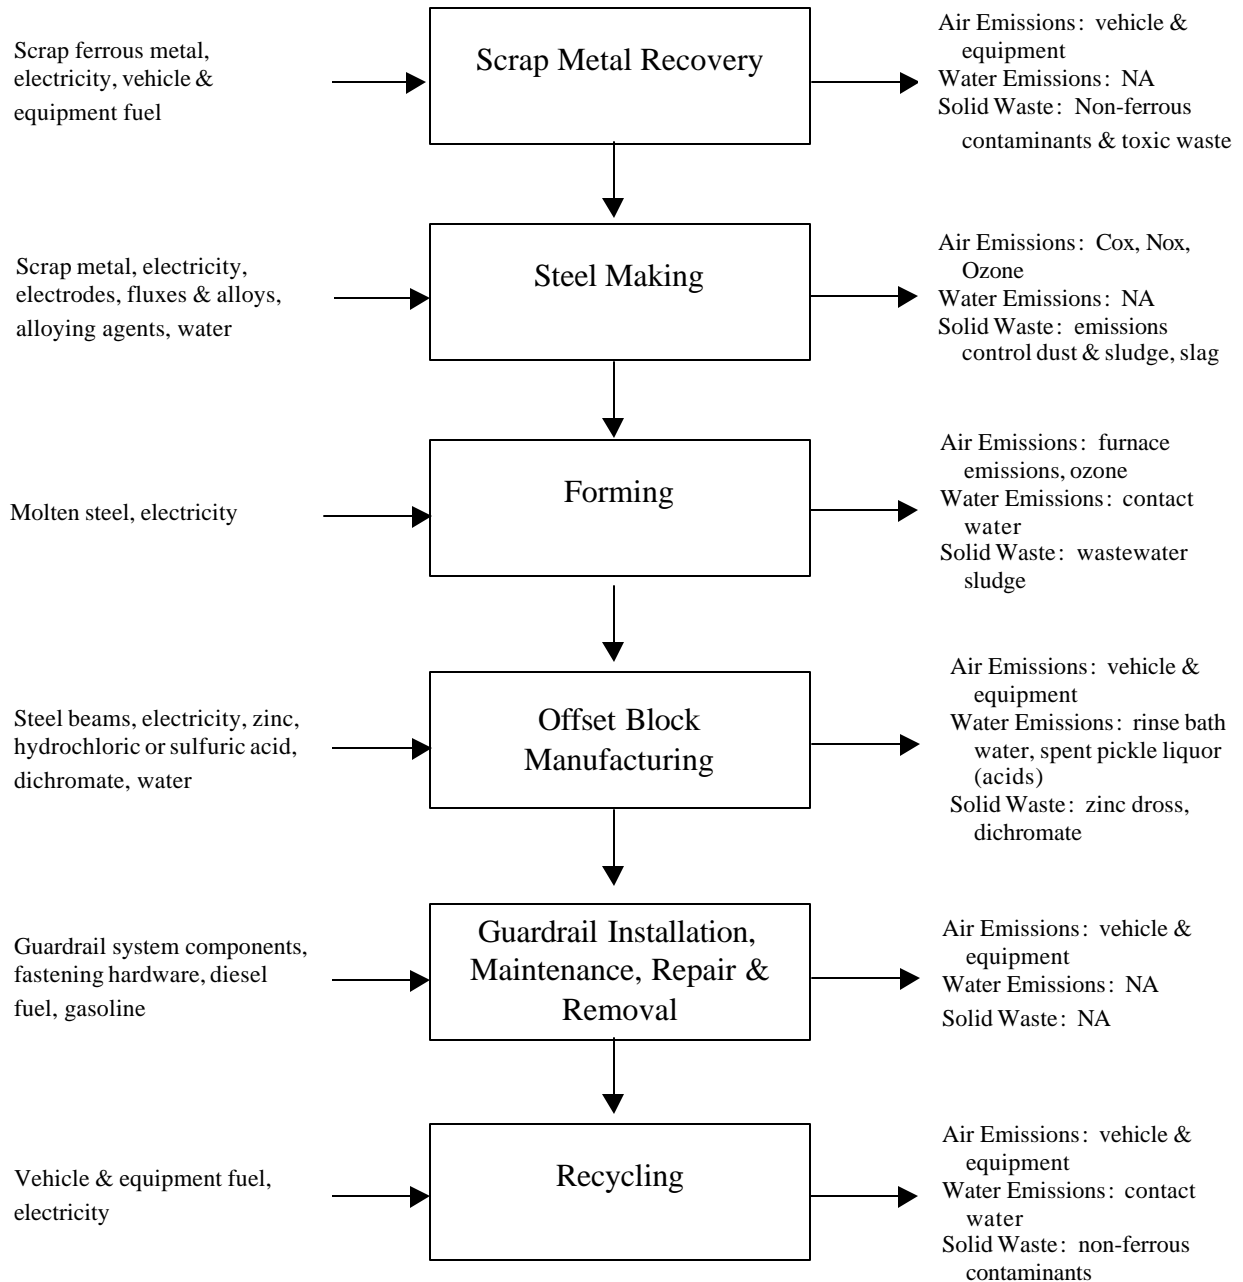 Scrap ferrous metal,
electricity, vehicle &
equipment fuel
Scrap Metal Recovery
Air Emissions: vehicle &
equipment
Water Emissions: NA
Solid Waste: Non-ferrous
contaminants & toxic waste
Scrap metal, electricity,
electrodes, fluxes & alloys,
alloying agents, water
Steel Making
Air Emissions: Cox, Nox,
Ozone
Water Emissions: NA
Solid Waste: emissions
control dust & sludge, slag
Molten steel, electricity
Forming
Air Emissions: furnace
emissions, ozone
Water Emissions: contact
water
Solid Waste: wastewater
sludge
Steel beams, electricity, zinc,
hydrochloric or sulfuric acid,
dichromate, water
Offset Block
Manufacturing
Air Emissions: vehicle &
equipment
Water Emissions: rinse bath
water, spent pickle liquor
(acids)
Solid Waste: zinc dross,
dichromate
Guardrail system components,
fastening hardware, diesel
fuel, gasoline
Guardrail Installation,
Maintenance, Repair &
Removal
Air Emissions: vehicle &
equipment
Water Emissions: NA
Solid Waste: NA
Vehicle & equipment fuel,
electricity
Recycling
Air Emissions: vehicle &
equipment
Water Emissions: contact
water
Solid Waste: non-ferrous
contaminants